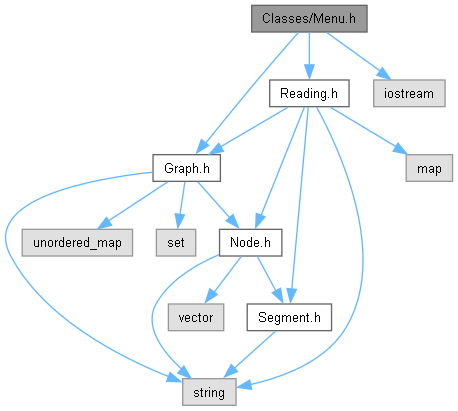 Classes/Menu.h
Reading.h
iostream
Graph.h
map
unordered_map
set
Node.h
vector
Segment.h
string